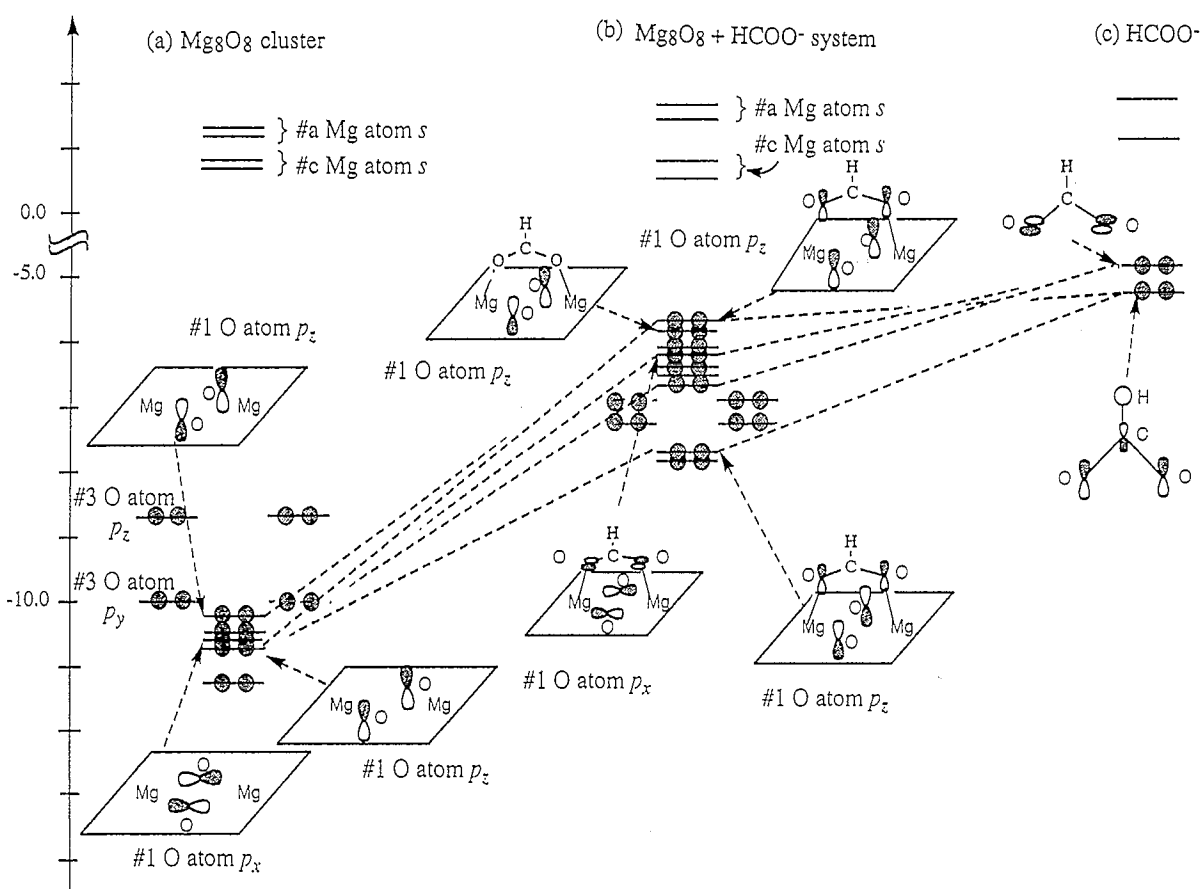 (a) Mg₈O₈ cluster
(b) Mg₈O₈ + HCOO⁻ system
(c) HCOO⁻
} #a Mg atom s
} #c Mg atom s
} #a Mg atom s
#c Mg atom s
}
0.0
-5.0
-10.0
H
C
O O
Mg O O Mg
#1 O atom pz
H
O C O
#1 O atom pz
Mg O O Mg
H
C
O O
H
C
O O
#1 O atom pz
O
Mg O Mg
#3 O atom
pz
#3 O atom
py
O
Mg Mg
O
#1 O atom px
O
Mg O Mg
#1 O atom pz
H
O C O
Mg O Mg
O
#1 O atom px
H
O C O
Mg O O Mg
#1 O atom pz